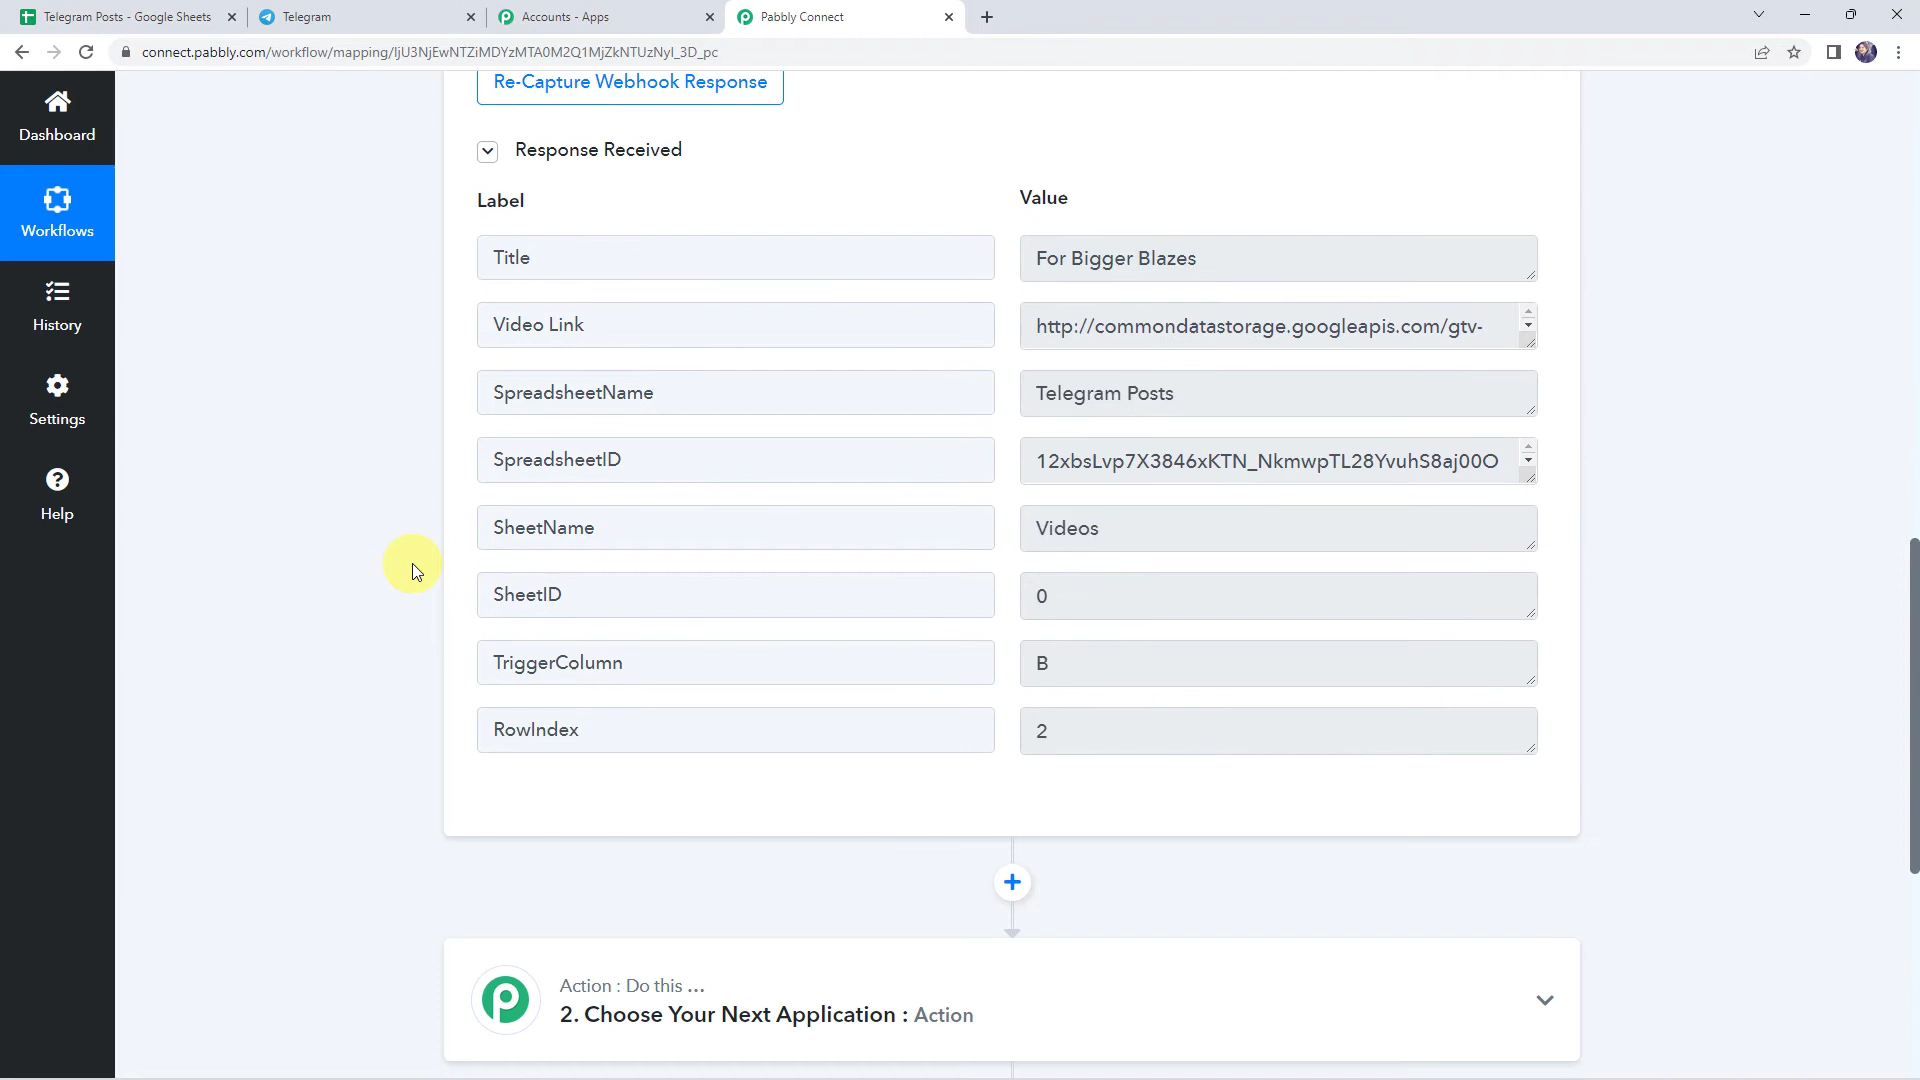 Telegram Posts - Google Sheets
Telegram
Accounts - Apps
Pabbly Connect
connect.pabbly.com/workflow/mapping/IjU3NjEwNTZiMDYzMTA0M2Q1MjZkNTUzNyI_3D_pc
Re-Capture Webhook Response
Dashboard
Response Received
Label
Value
Workflows
Title
For Bigger Blazes
History
Video Link
http://commondatastorage.googleapis.com/gtv-
Settings
SpreadsheetName
Telegram Posts
SpreadsheetID
12xbsLvp7X3846xKTN_NkmwpTL28YvuhS8aj00O
Help
SheetName
Videos
SheetID
0
TriggerColumn
B
RowIndex
2
Action : Do this ...
2. Choose Your Next Application : Action